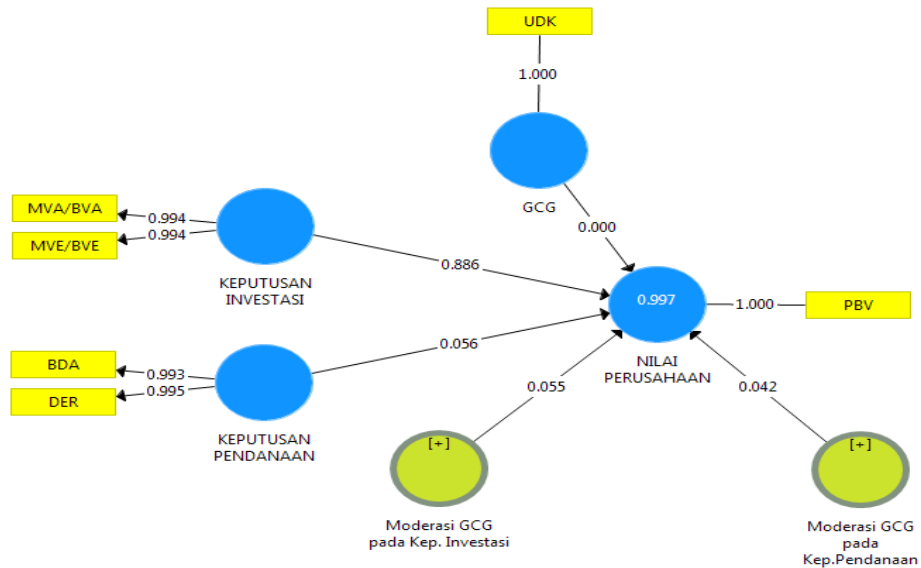 UDK
1.000
GCG
0.000
MVA/BVA
0.994
MVE/BVE
0.994
KEPUTUSAN
INVESTASI
0.886
0.997
1.000
PBV
NILAI
PERUSAHAAN
BDA
0.993
DER
0.995
KEPUTUSAN
PENDANAAN
0.056
0.055
0.042
[+]
Moderasi GCG
pada Kep. Investasi
[+]
Moderasi GCG
pada
Kep.Pendanaan